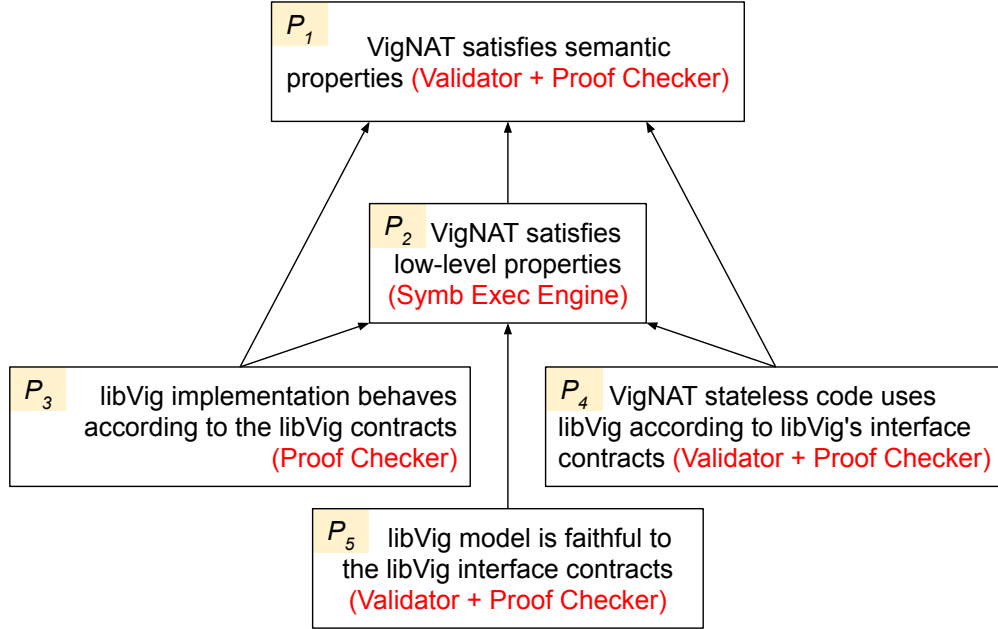 P1
VigNAT satisfies semantic
properties (Validator + Proof Checker)
P2
VigNAT satisfies
low-level properties
(Symb Exec Engine)
P3
libVig implementation behaves
according to the libVig contracts
(Proof Checker)
P4
VigNAT stateless code uses
libVig according to libVig's interface
contracts (Validator + Proof Checker)
P5
libVig model is faithful to
the libVig interface contracts
(Validator + Proof Checker)